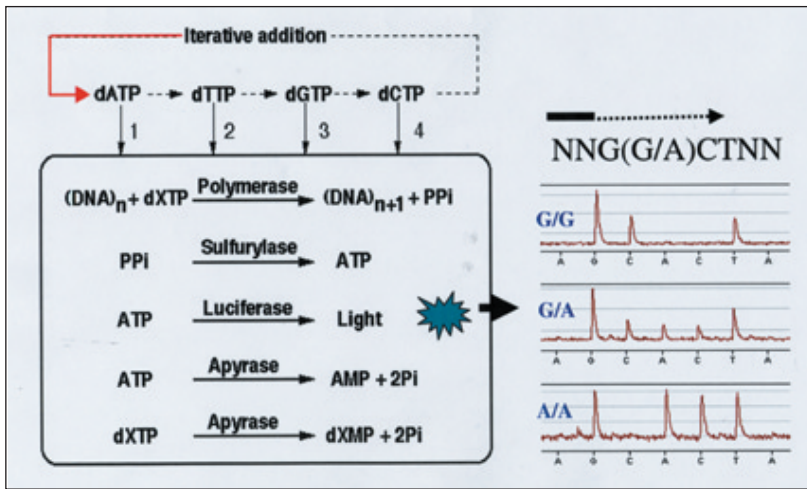 Iterative addition
dATP dTTP dGTP dCTP
1 2 3 4
(DNA)n + dXTP Polymerase (DNA)n+1 + PPi
PPi Sulfurylase ATP
ATP Luciferase Light
ATP Apyrase AMP + 2Pi
dXTP Apyrase dXMP + 2Pi
NNG(G/A)CTNN
G/G
A G C A C T A
G/A
A G C A C T A
A/A
A G C A C T A